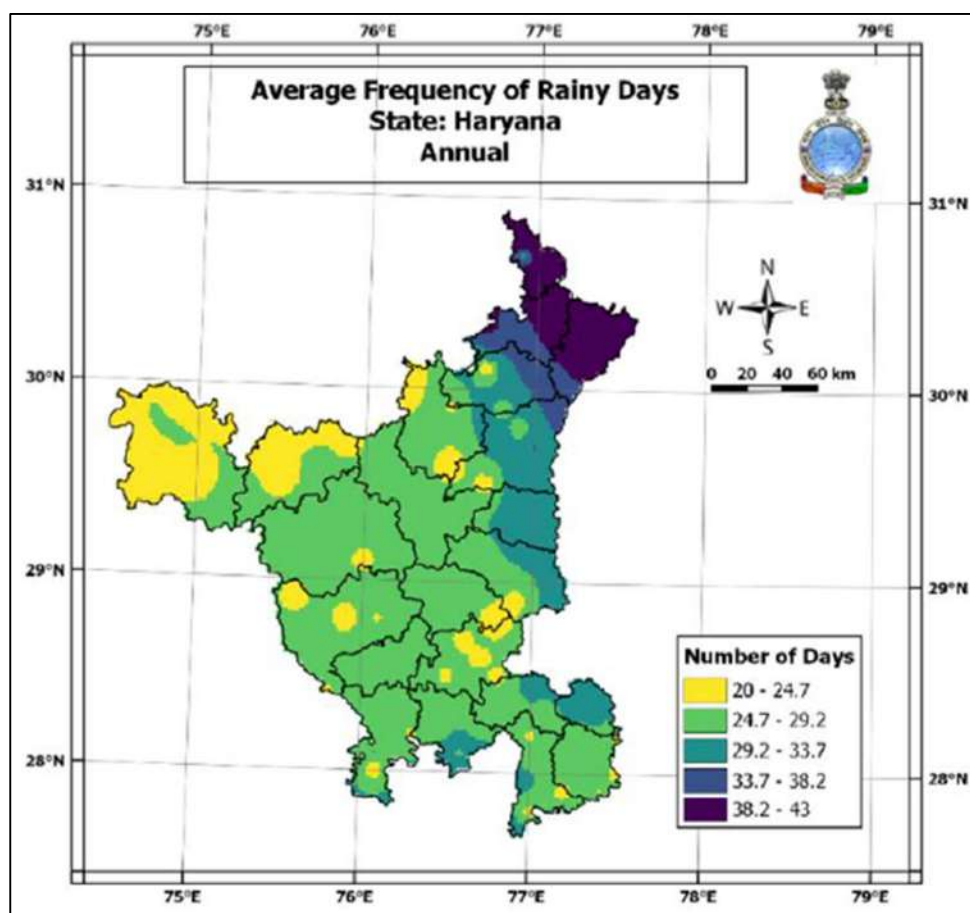 75°E 76°E 77°E 78°E 79°E
Average Frequency of Rainy Days
State: Haryana
Annual
31°N 31°N
N
W E
S
0 20 40 60 km
30°N 30°N
29°N 29°N
Number of Days
20 - 24.7
24.7 - 29.2
29.2 - 33.7
33.7 - 38.2
38.2 - 43
28°N 28°N
75°E 76°E 77°E 78°E 79°E